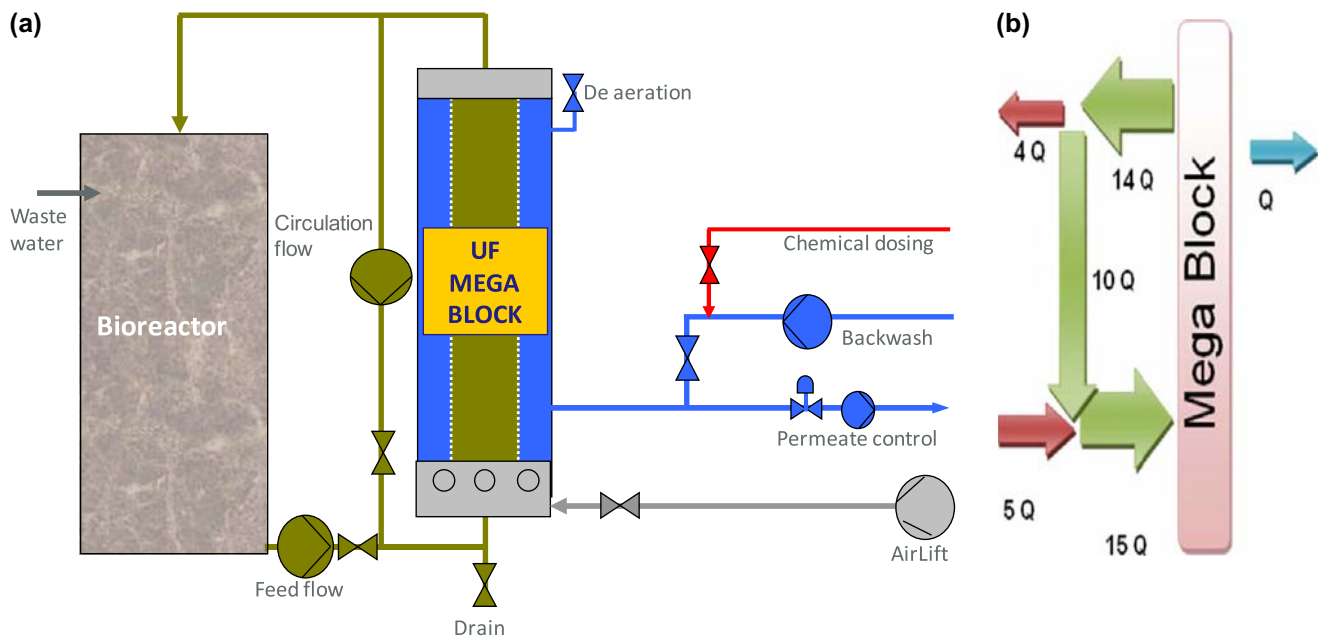 (a)
De aeration
Waste
water
Circulation
flow
Bioreactor
UF
MEGA
BLOCK
Chemical dosing
Backwash
Permeate control
AirLift
Feed flow
Drain
(b)
4 Q
14 Q
Q
10 Q
Mega Block
5 Q
15 Q